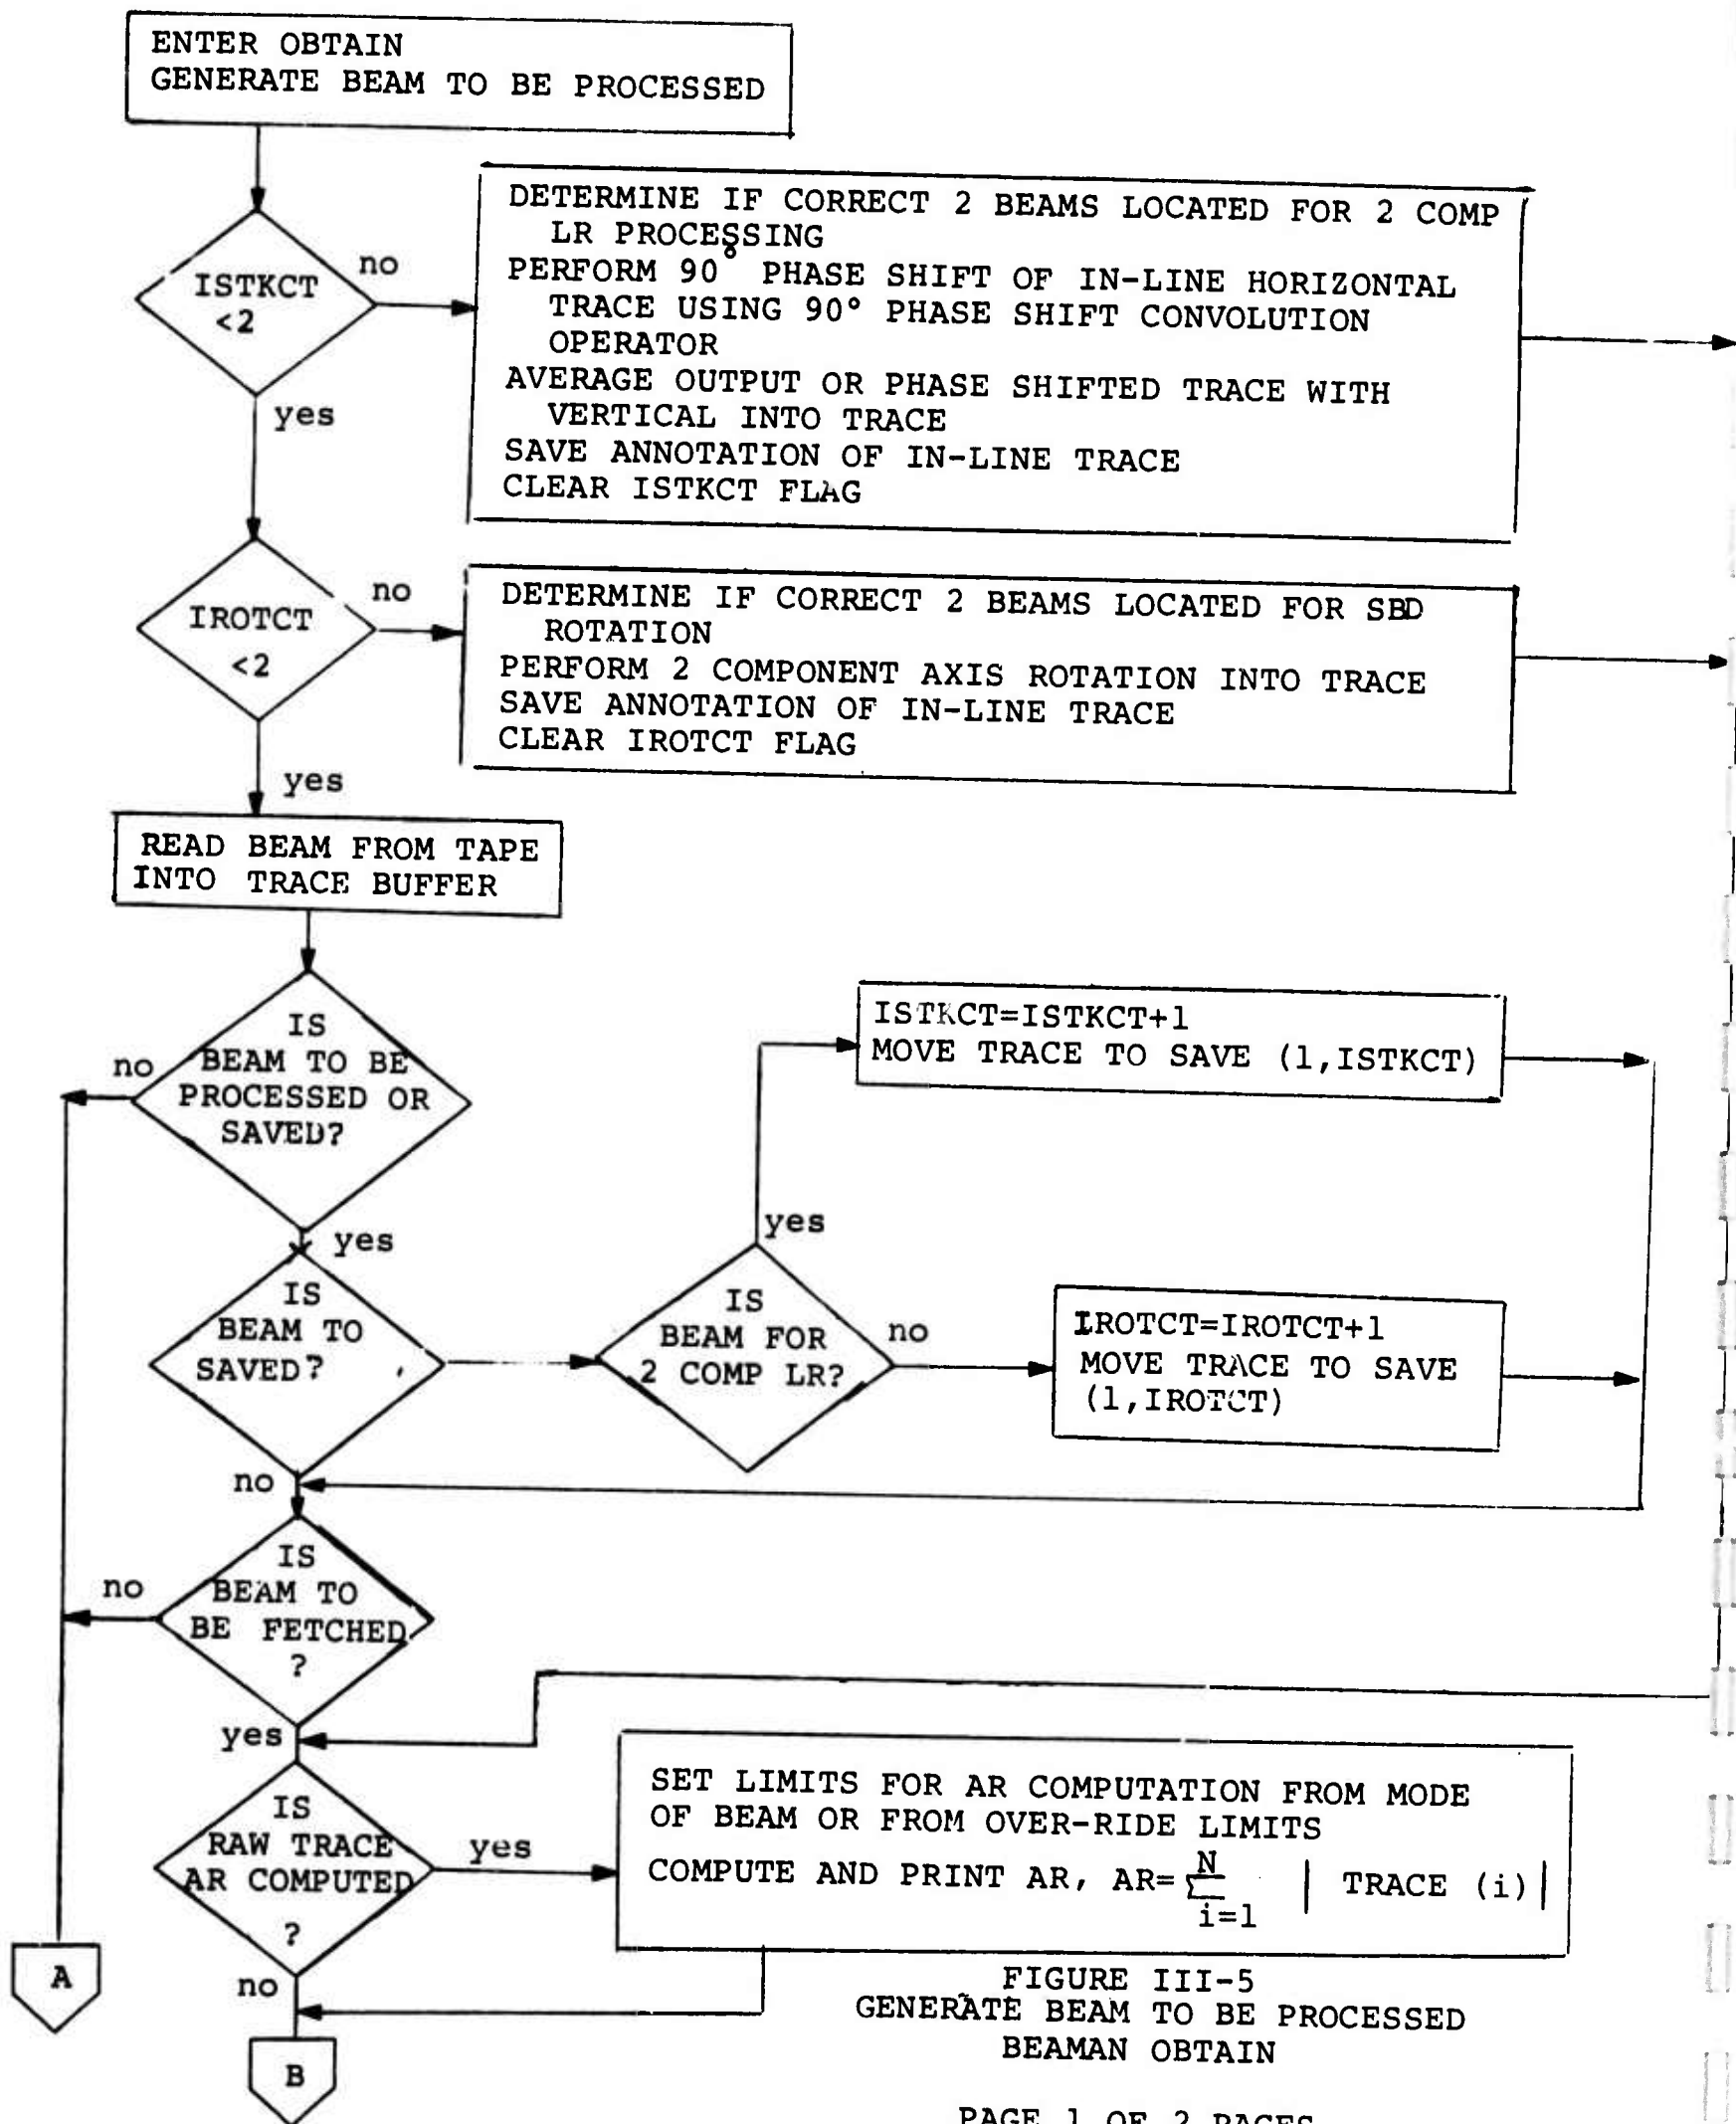 ENTER OBTAIN
GENERATE BEAM TO BE PROCESSED
ISTKCT
<2
no
yes
DETERMINE IF CORRECT 2 BEAMS LOCATED FOR 2 COMP
LR PROCESSING
PERFORM 90° PHASE SHIFT OF IN-LINE HORIZONTAL
TRACE USING 90° PHASE SHIFT CONVOLUTION
OPERATOR
AVERAGE OUTPUT OR PHASE SHIFTED TRACE WITH
VERTICAL INTO TRACE
SAVE ANNOTATION OF IN-LINE TRACE
CLEAR ISTKCT FLAG
IROTCT
<2
no
yes
DETERMINE IF CORRECT 2 BEAMS LOCATED FOR SBD
ROTATION
PERFORM 2 COMPONENT AXIS ROTATION INTO TRACE
SAVE ANNOTATION OF IN-LINE TRACE
CLEAR IROTCT FLAG
READ BEAM FROM TAPE
INTO TRACE BUFFER
IS
BEAM TO BE
PROCESSED OR
SAVED?
no
yes
ISTKCT=ISTKCT+1
MOVE TRACE TO SAVE (1,ISTKCT)
IS
BEAM TO
SAVED?
yes
IS
BEAM FOR
2 COMP LR?
no
IROTCT=IROTCT+1
MOVE TRACE TO SAVE
(1,IROTCT)
no
IS
BEAM TO
BE FETCHED
?
no
yes
IS
RAW TRACE
AR COMPUTED
?
yes
SET LIMITS FOR AR COMPUTATION FROM MODE
OF BEAM OR FROM OVER-RIDE LIMITS
COMPUTE AND PRINT AR, AR= N Σ i=1 | TRACE (i)|
no
A
B
FIGURE III-5
GENERATE BEAM TO BE PROCESSED
BEAMAN OBTAIN
PAGE 1 OF 2 PAGES